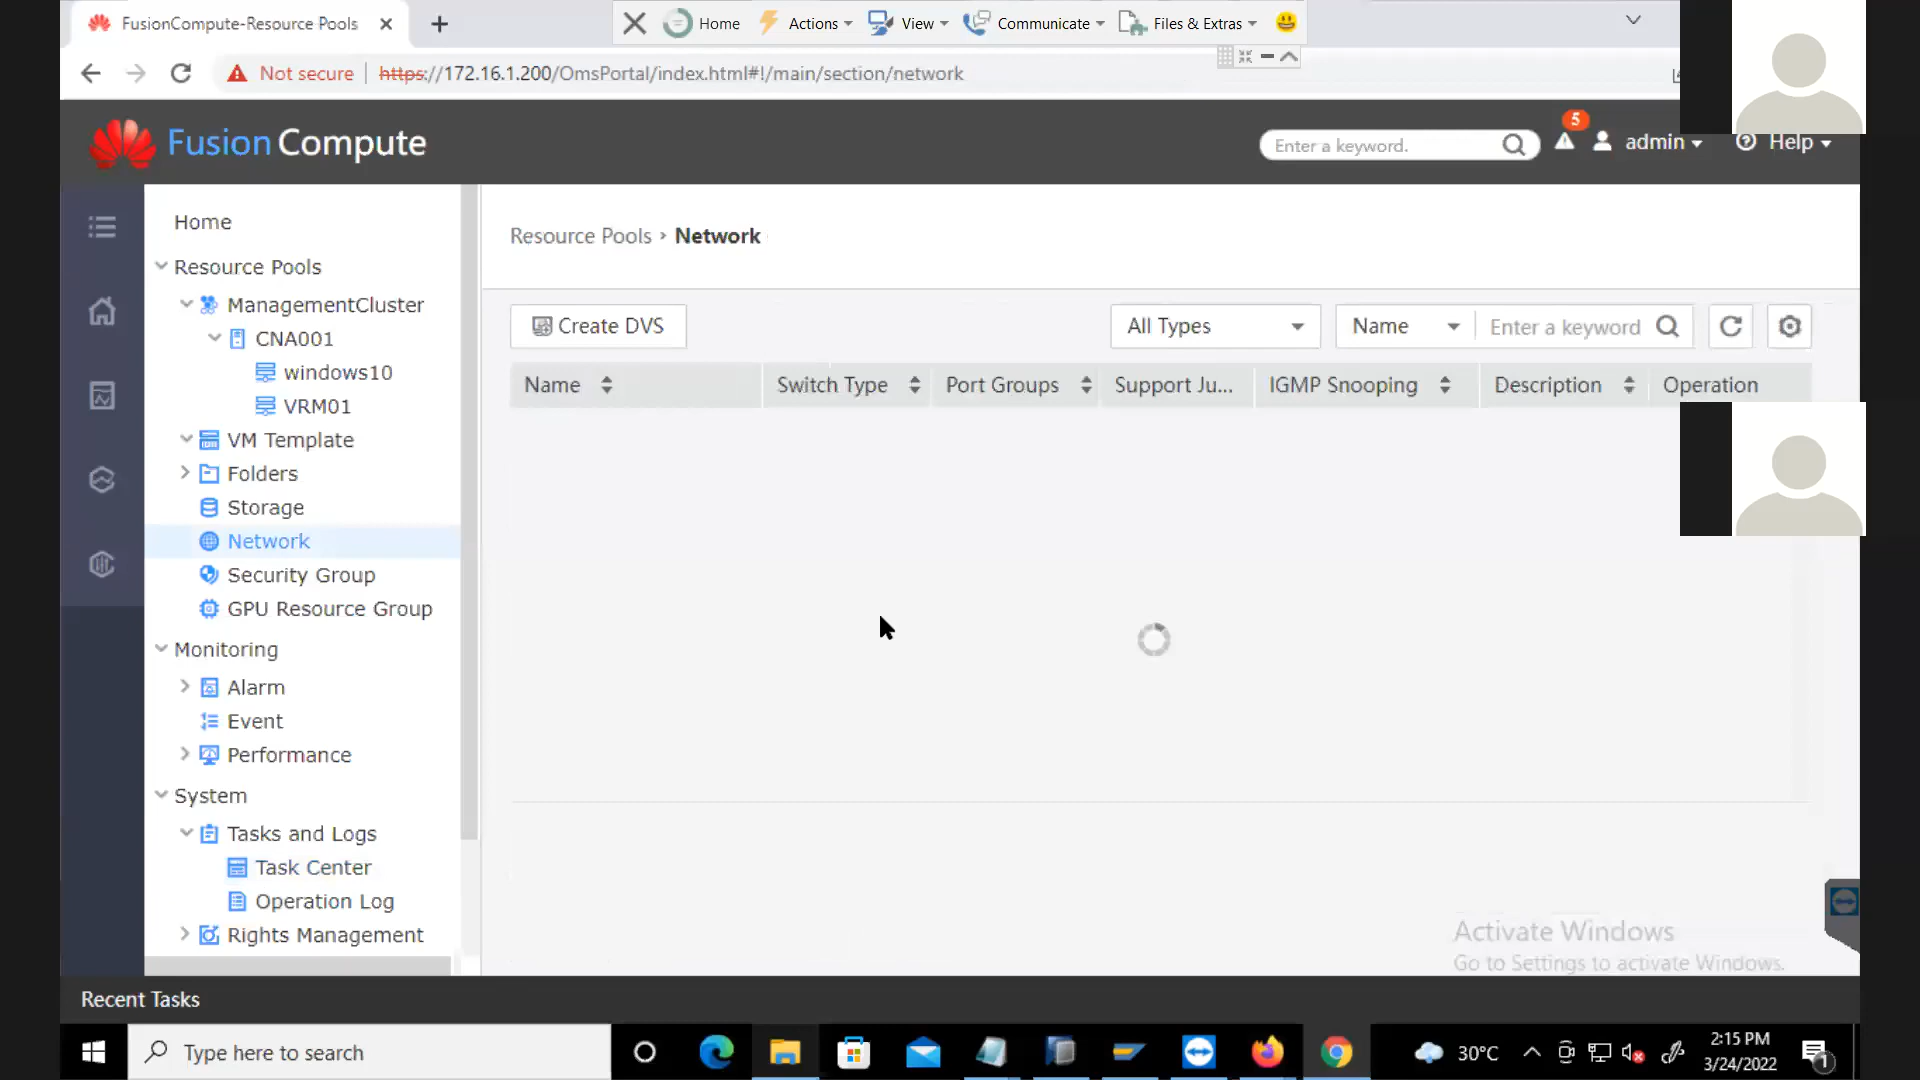 FusionCompute-Resource Pools
Home
Actions
View
Communicate
Files & Extras
Not secure
https://172.16.1.200/OmsPortal/index.html#!/main/section/network
Fusion Compute
Enter a keyword.
5
admin
Help
Home
Resource Pools
ManagementCluster
CNA001
windows10
VRM01
VM Template
Folders
Storage
Network
Security Group
GPU Resource Group
Monitoring
Alarm
Event
Performance
System
Tasks and Logs
Task Center
Operation Log
Rights Management
Resource Pools › Network
Create DVS
All Types
Name
Enter a keyword
Name
Switch Type
Port Groups
Support Ju...
IGMP Snooping
Description
Operation
Activate Windows
Go to Settings to activate Windows.
Recent Tasks
Type here to search
30°C
2:15 PM
3/24/2022
1